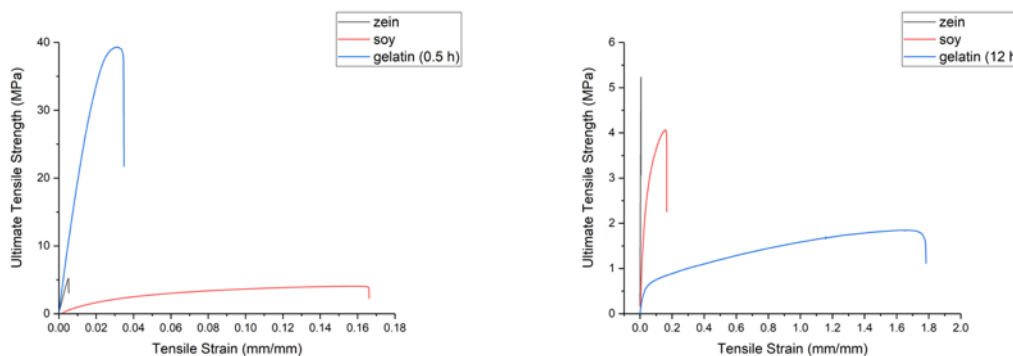 zein
soy
gelatin (0.5 h)
Ultimate Tensile Strength (MPa)
40
30
20
10
0
0.00 0.02 0.04 0.06 0.08 0.10 0.12 0.14 0.16 0.18
Tensile Strain (mm/mm)
zein
soy
gelatin (12 h
Ultimate Tensile Strength (MPa)
6
5
4
3
2
1
0
0.0 0.2 0.4 0.6 0.8 1.0 1.2 1.4 1.6 1.8 2.0
Tensile Strain (mm/mm)